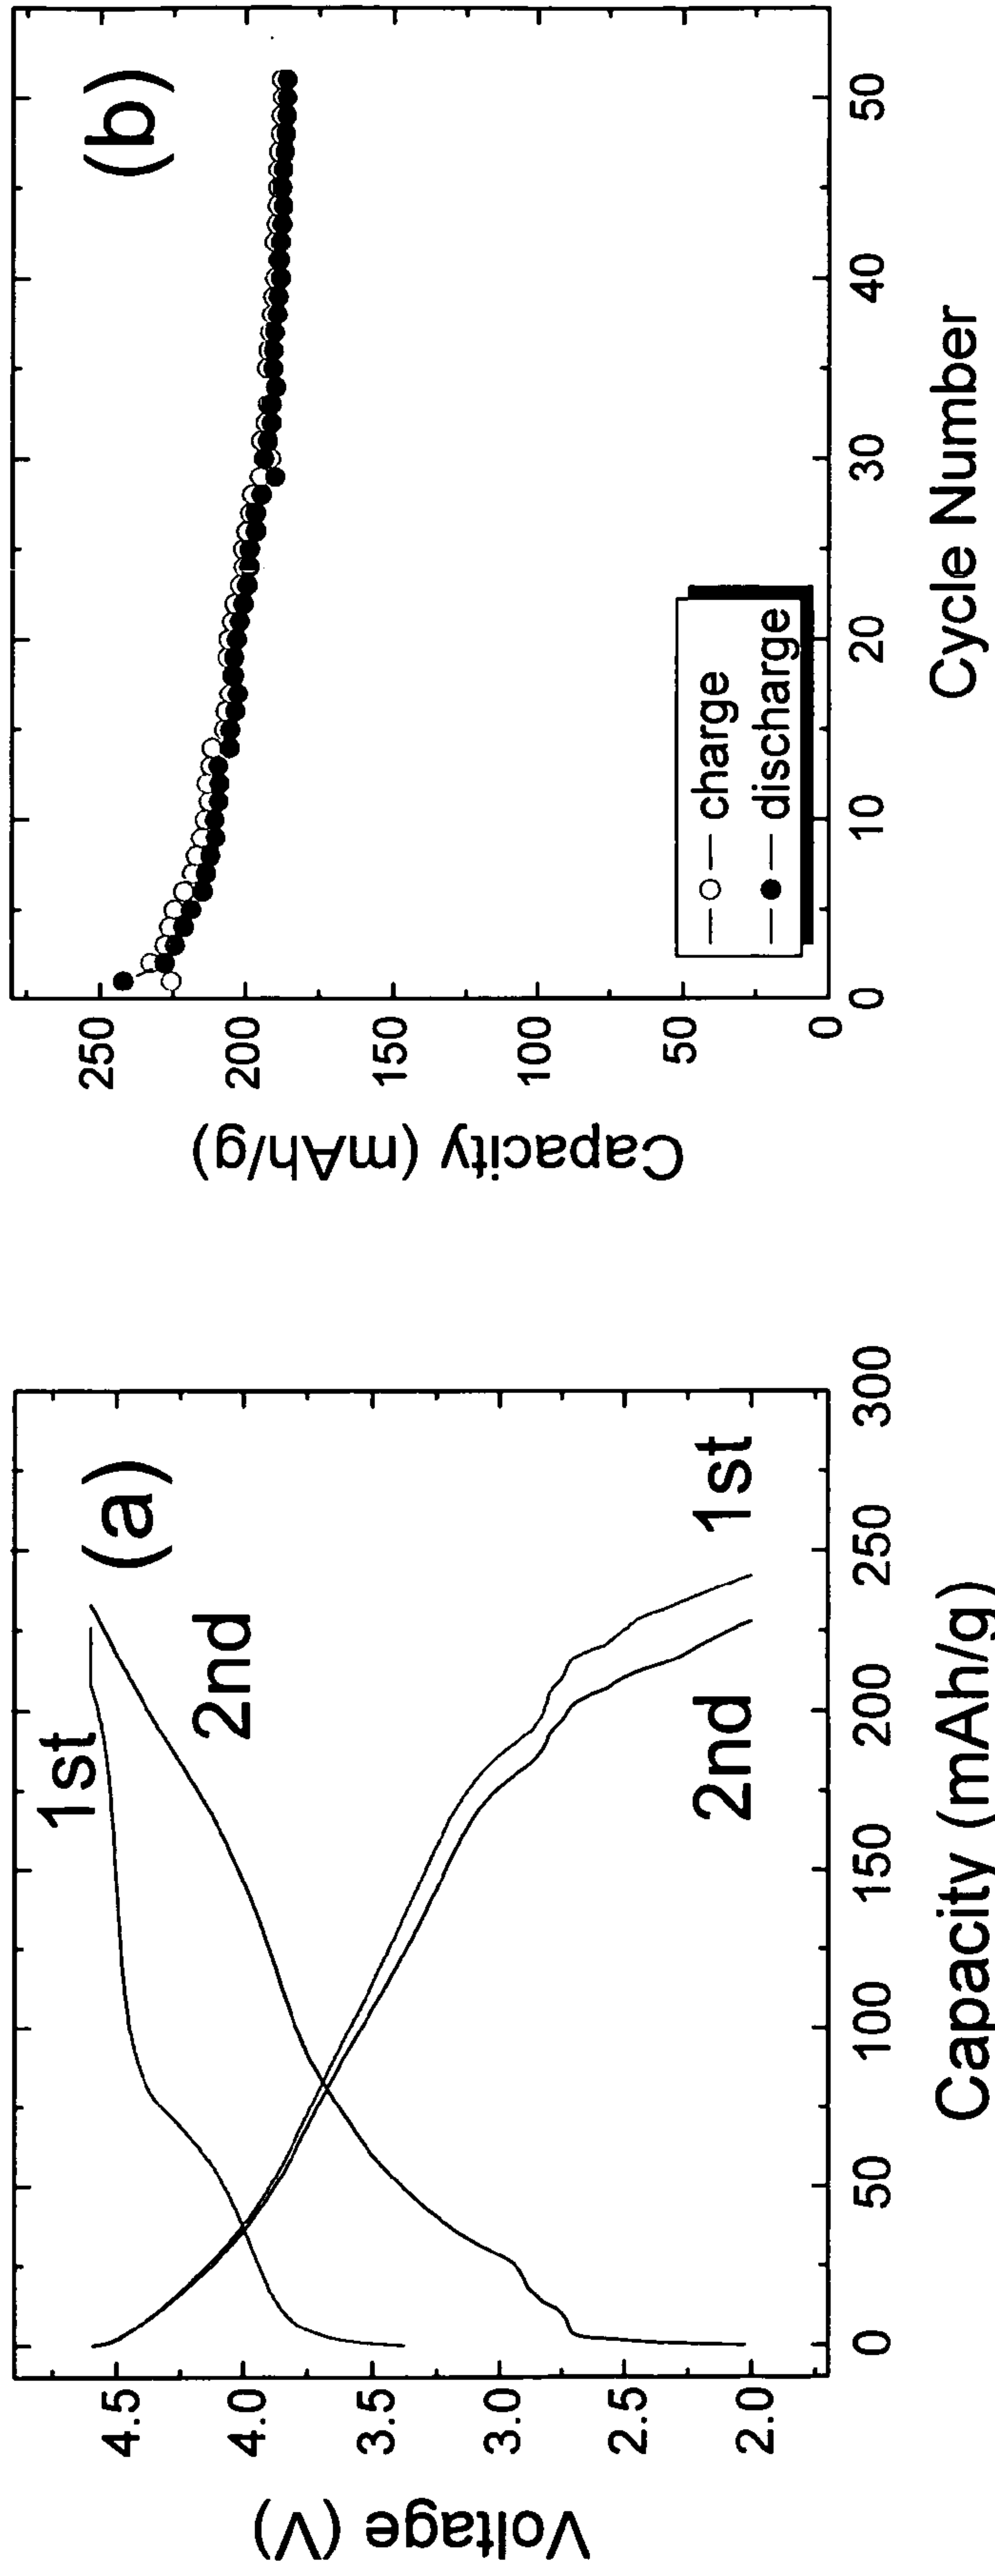 (a)
1st
2nd
2nd
1st
Voltage (V)
4.5
4.0
3.5
3.0
2.5
2.0
0
50
100
150
200
250
300
Capacity (mAh/g)
(b)
Capacity (mAh/g)
250
200
150
100
50
0
charge
discharge
0
10
20
30
40
50
Cycle Number